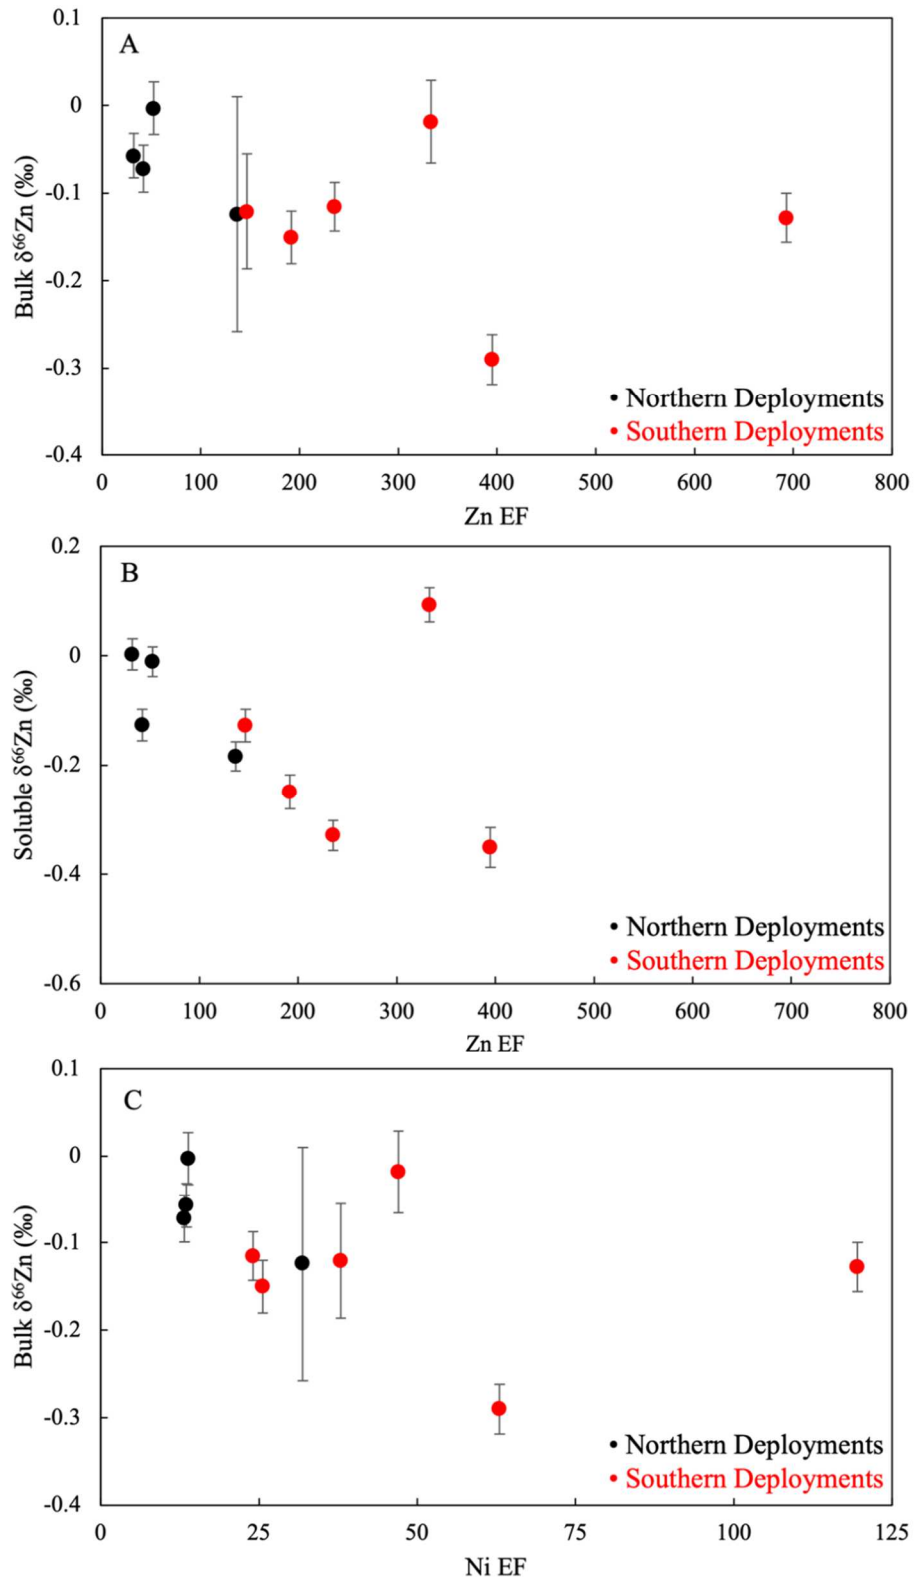 0.1
A
0
-0.1
-0.2
-0.3
-0.4
Bulk δ⁶⁶Zn (‰)
• Northern Deployments
• Southern Deployments
0 100 200 300 400 500 600 700 800
Zn EF
0.2
B
0
-0.2
-0.4
-0.6
Soluble δ⁶⁶Zn (‰)
• Northern Deployments
• Southern Deployments
0 100 200 300 400 500 600 700 800
Zn EF
0.1
C
0
-0.1
-0.2
-0.3
-0.4
Bulk δ⁶⁶Zn (‰)
• Northern Deployments
• Southern Deployments
0 25 50 75 100 125
Ni EF